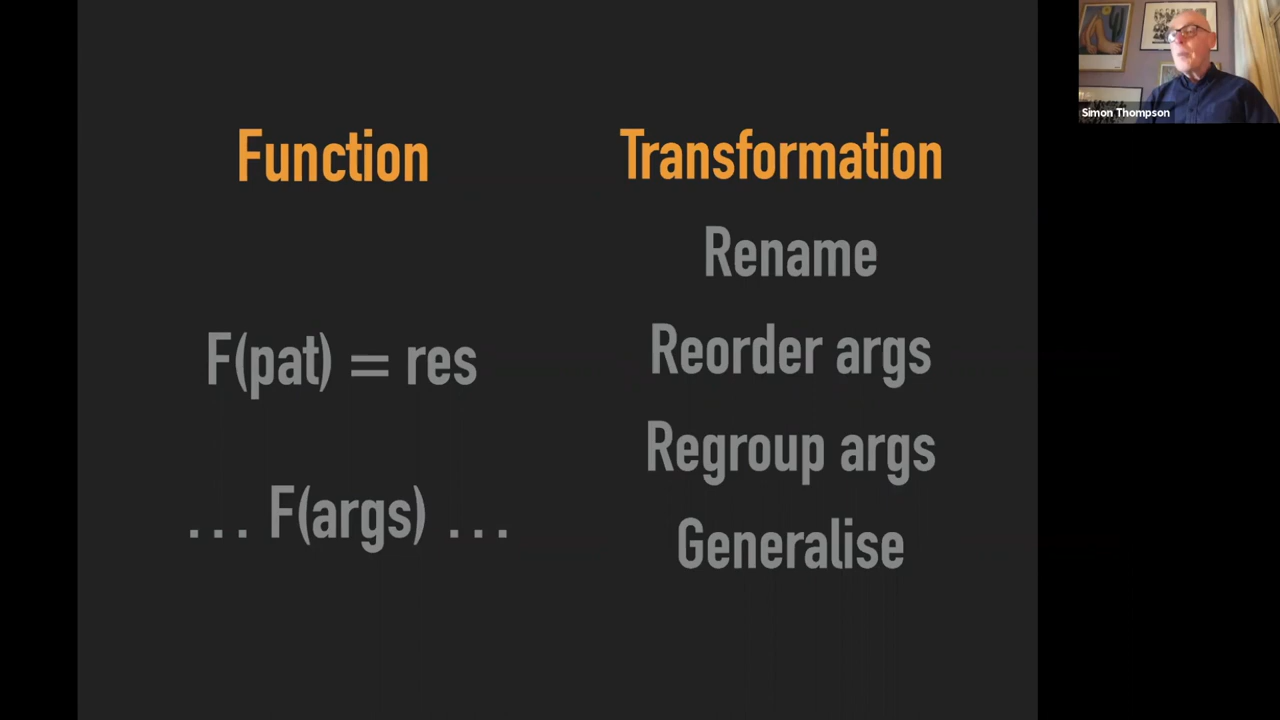 Function
F(pat) = res
... F(args) ...
Transformation
Rename
Reorder args
Regroup args
Generalise
Simon Thompson